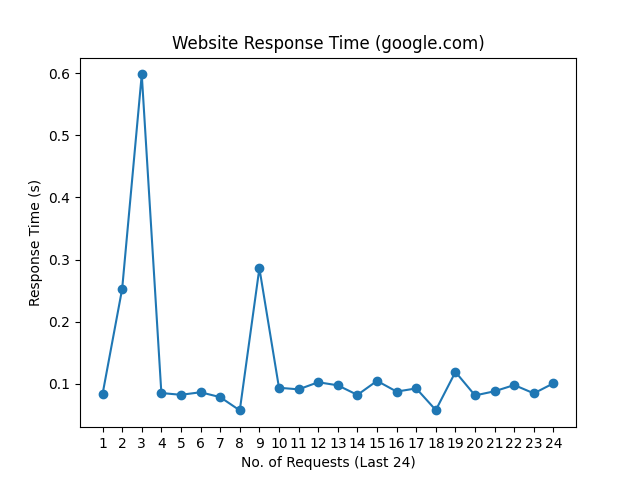 Website Response Time (google.com)
0.6
0.5
0.4
0.3
0.2
0.1
Response Time (s)
1 2 3 4 5 6 7 8 9 10 11 12 13 14 15 16 17 18 19 20 21 22 23 24
No. of Requests (Last 24)